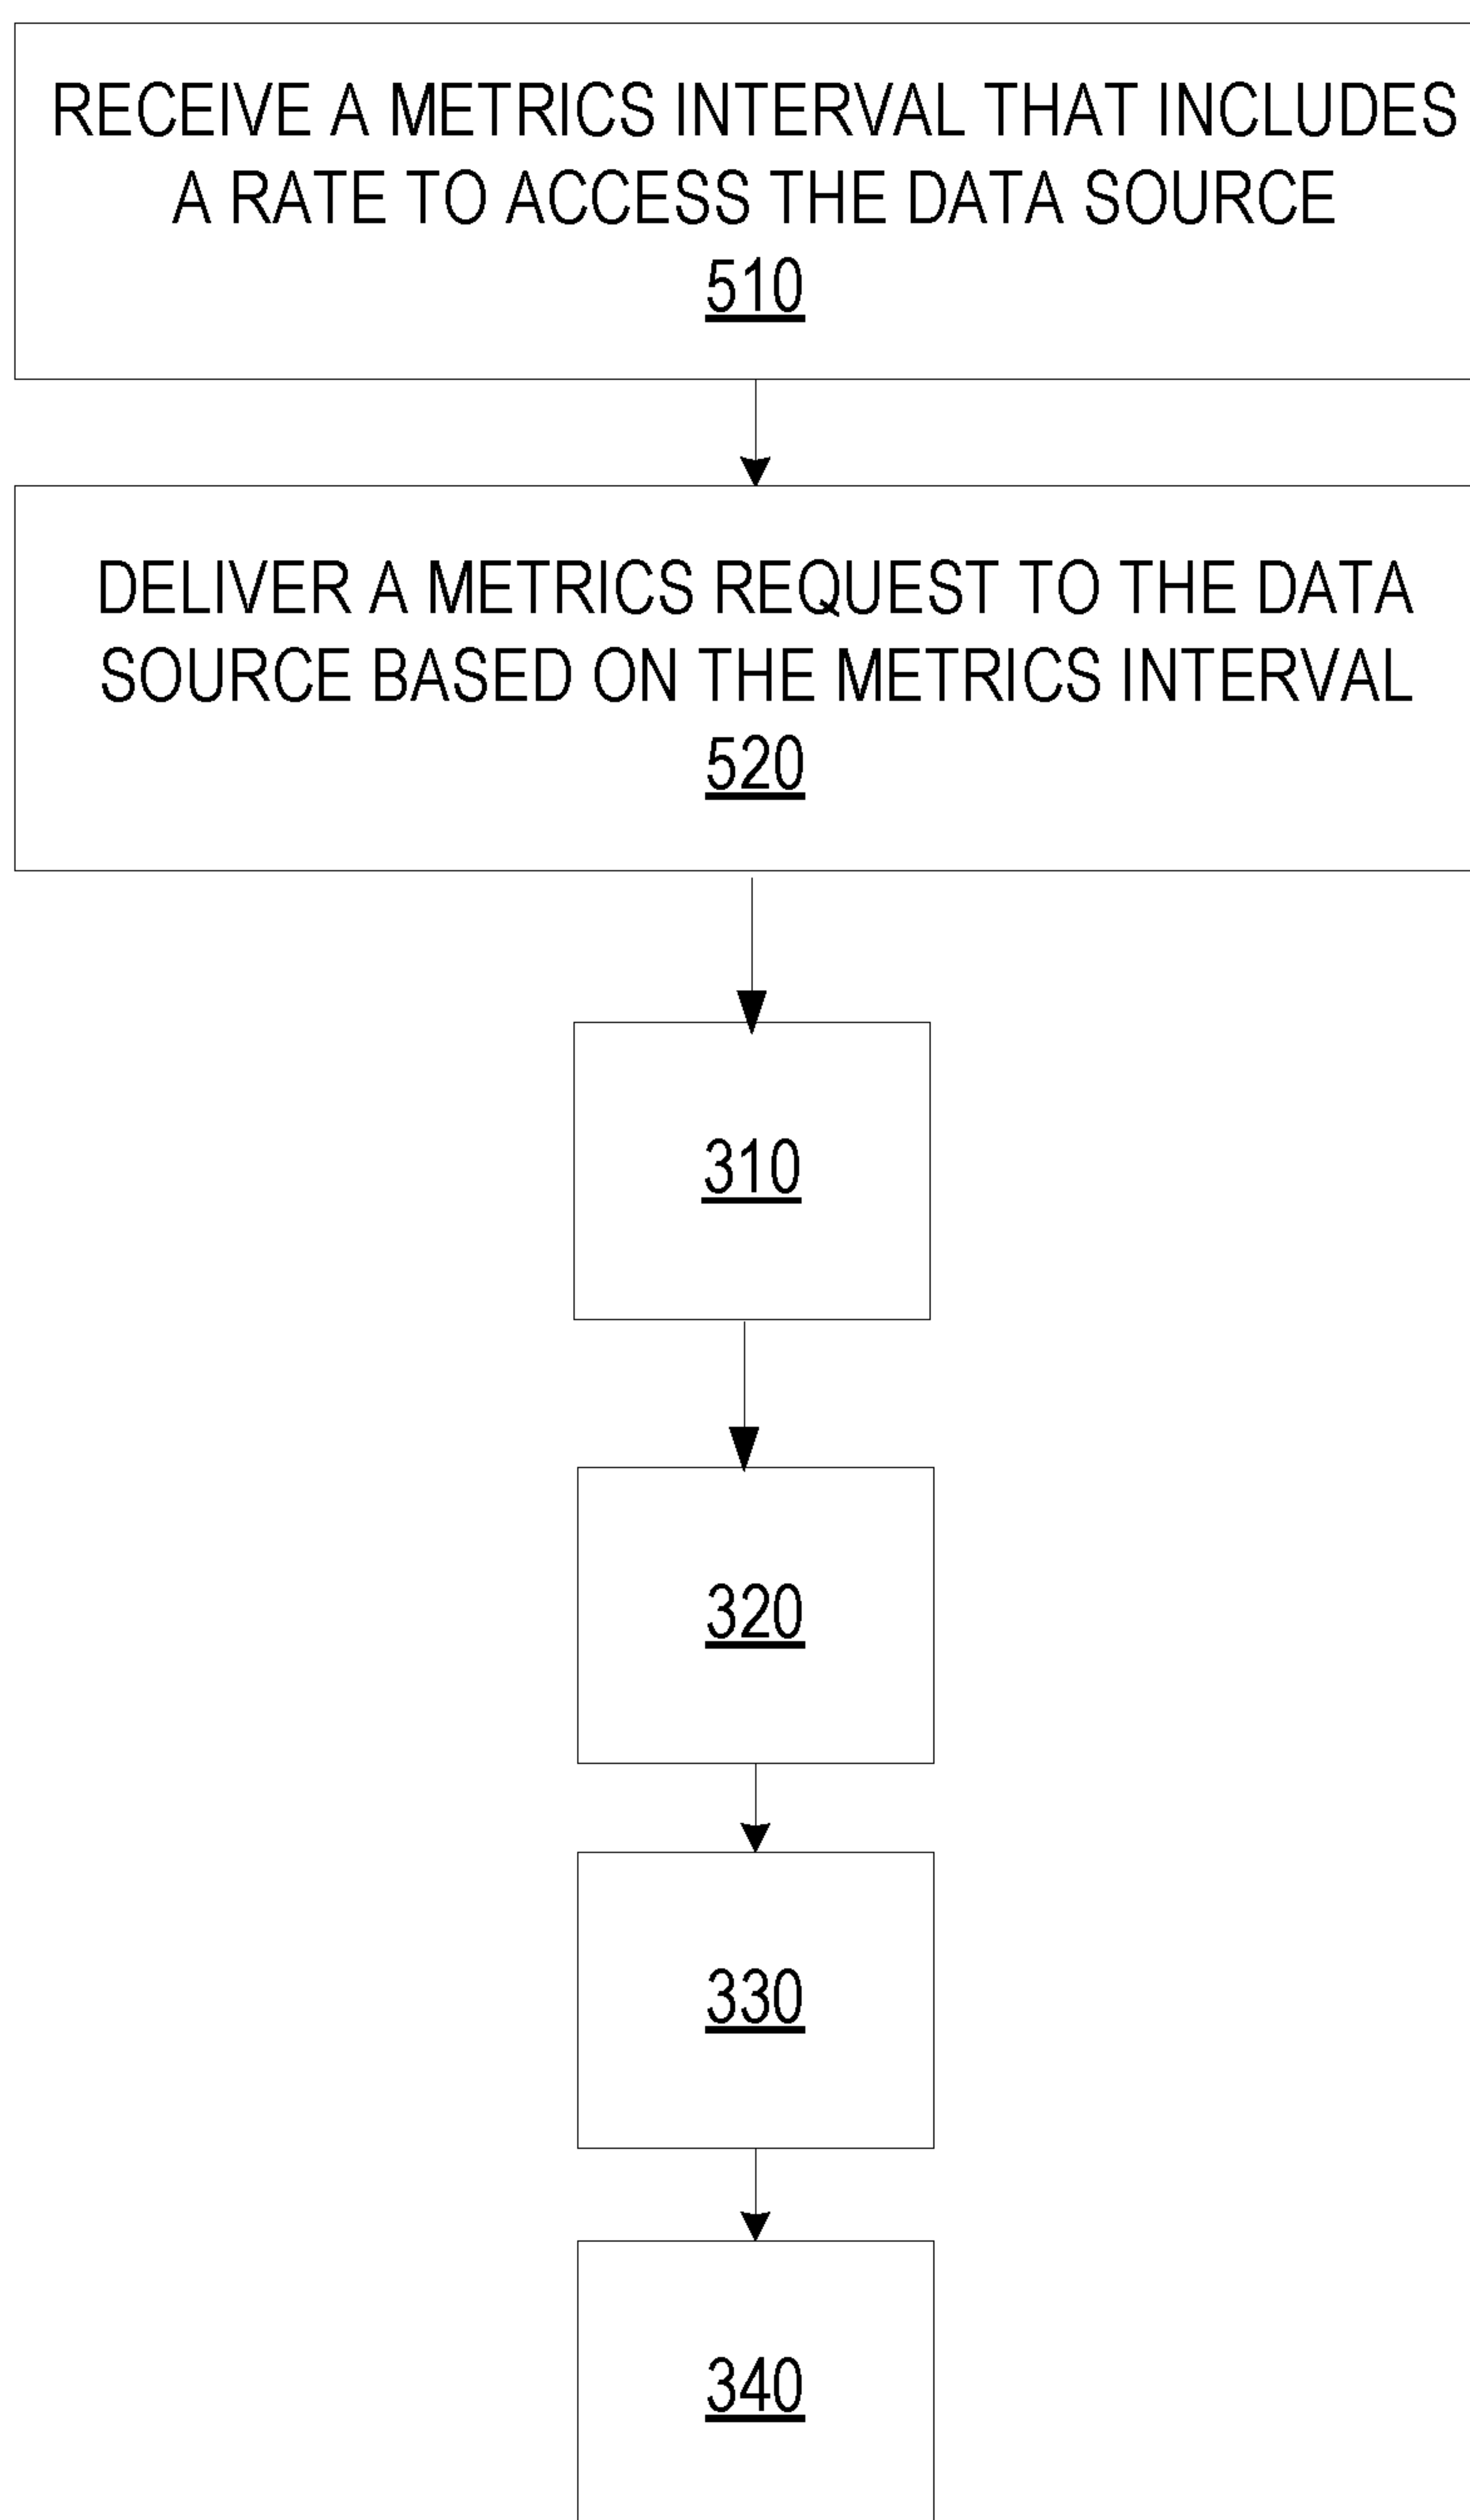 RECEIVE A METRICS INTERVAL THAT INCLUDES
A RATE TO ACCESS THE DATA SOURCE
510
DELIVER A METRICS REQUEST TO THE DATA
SOURCE BASED ON THE METRICS INTERVAL
520
310
320
330
340